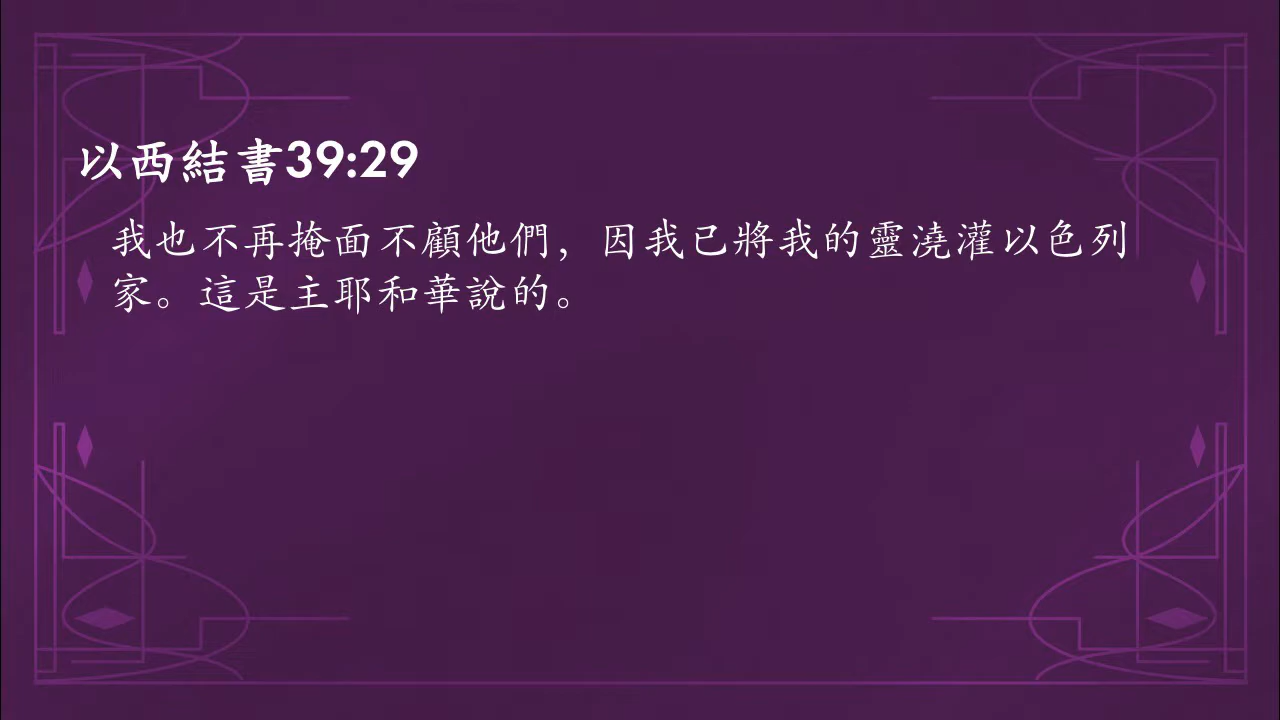 以西結書39:29
我也不再掩面不顧他們，因我已將我的靈澆灌以色列
家。這是主耶和華說的。